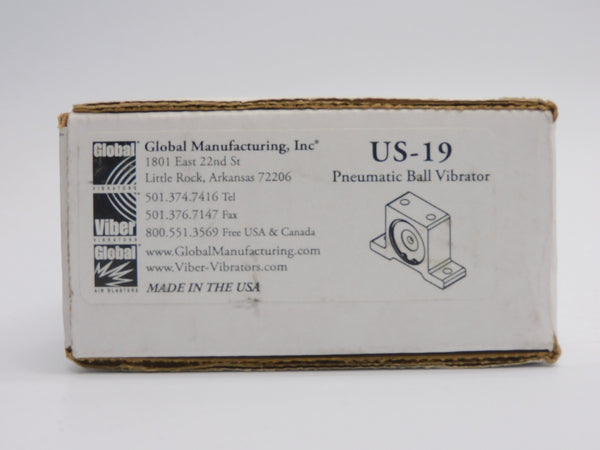 Global
VIBRATORS
Viber
VIBRATORS
Global
AIR BLASTERS
Global Manufacturing, Inc®
1801 East 22nd St
Little Rock, Arkansas 72206
501.374.7416 Tel
501.376.7147 Fax
800.551.3569 Free USA & Canada
www.GlobalManufacturing.com
www.Viber-Vibrators.com
MADE IN THE USA
US-19
Pneumatic Ball Vibrator